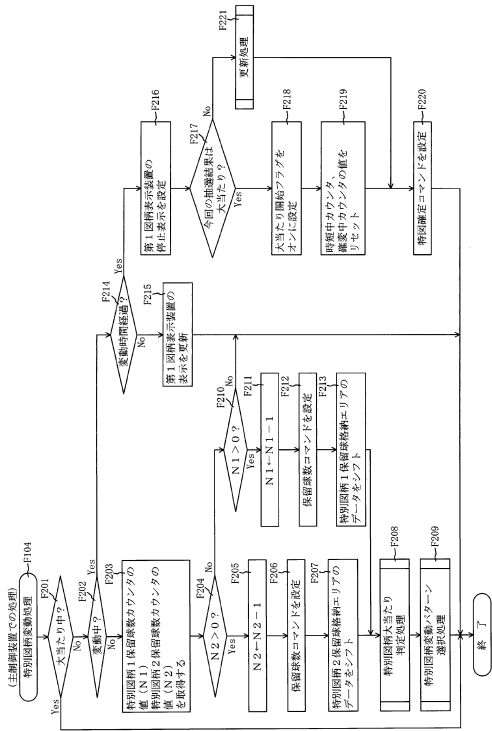 (主制御装置での処理)
特別図柄変動処理
F104
大当たり中?
F201
Yes
No
変動中?
F202
Yes
No
特別図柄1保留球数カウンタの
値(N1)
特別図柄2保留球数カウンタの
値(N2)
を取得する
F203
N2>0?
F204
No
Yes
N2←N2-1
F205
保留球数コマンドを設定
F206
特別図柄2保留球格納エリアの
データをシフト
F207
特別図柄大当たり
判定処理
F208
特別図柄変動パターン
選択処理
F209
終了
N1>0?
F210
No
Yes
N1←N1-1
F211
保留球数コマンドを設定
F212
特別図柄1保留球格納エリアの
データをシフト
F213
変動時間経過?
F214
Yes
No
第1図柄表示装置の
表示を更新
F215
第1図柄表示装置の
停止表示を設定
F216
今回の抽選結果は
大当たり?
F217
No
Yes
大当たり開始フラグを
オンに設定
F218
時短中カウンタ、
確変中カウンタの値を
リセット
F219
特図確定コマンドを設定
F220
更新処理
F221